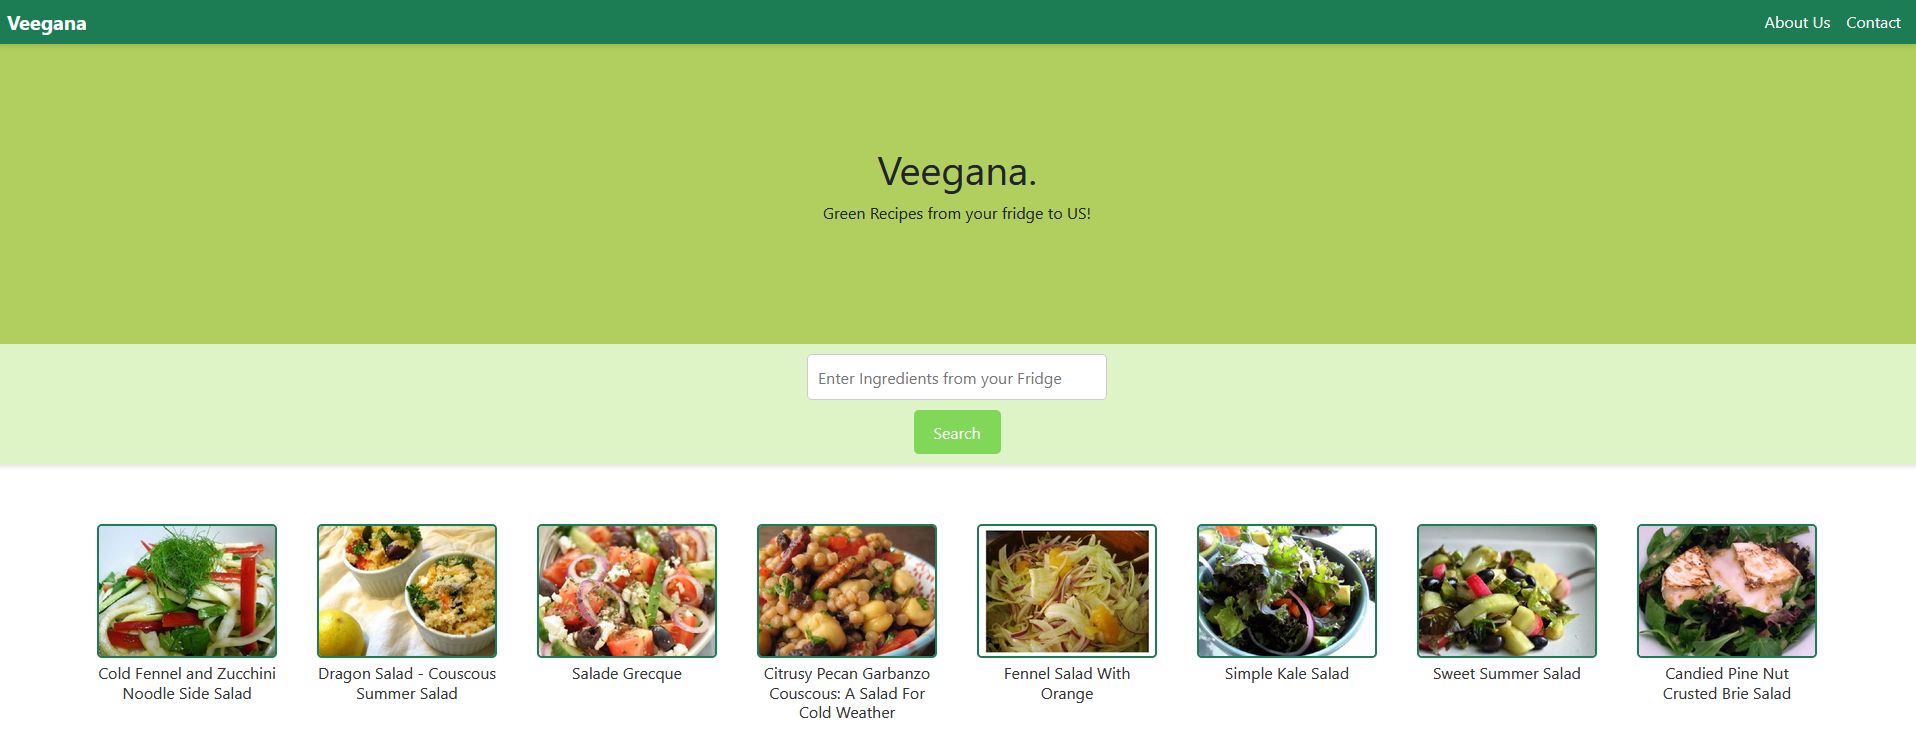 Veegana
About Us
Contact
Veegana.
Green Recipes from your fridge to US!
Enter Ingredients from your Fridge
Search
Cold Fennel and Zucchini
Noodle Side Salad
Dragon Salad - Couscous
Summer Salad
Salade Grecque
Citrusy Pecan Garbanzo
Couscous: A Salad For
Cold Weather
Fennel Salad With
Orange
Simple Kale Salad
Sweet Summer Salad
Candied Pine Nut
Crusted Brie Salad